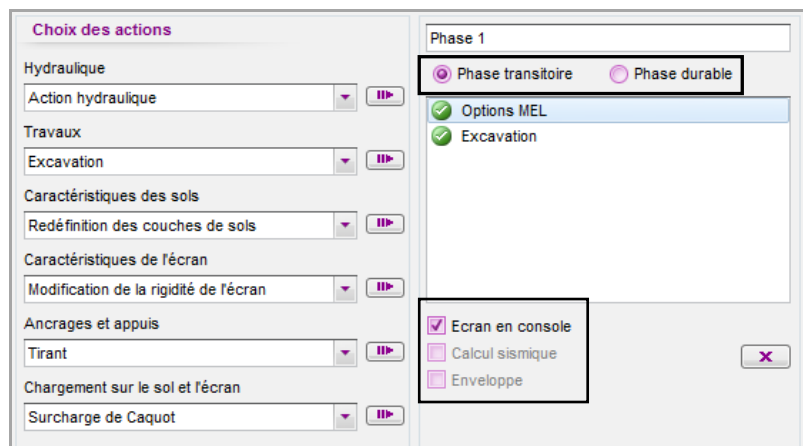 Choix des actions
Hydraulique
Action hydraulique
Travaux
Excavation
Caractéristiques des sols
Redéfinition des couches de sols
Caractéristiques de l'écran
Modification de la rigidité de l'écran
Ancrages et appuis
Tirant
Chargement sur le sol et l'écran
Surcharge de Caquot
Phase 1
Phase transitoire Phase durable
Options MEL
Excavation
Ecran en console
Calcul sismique
Enveloppe